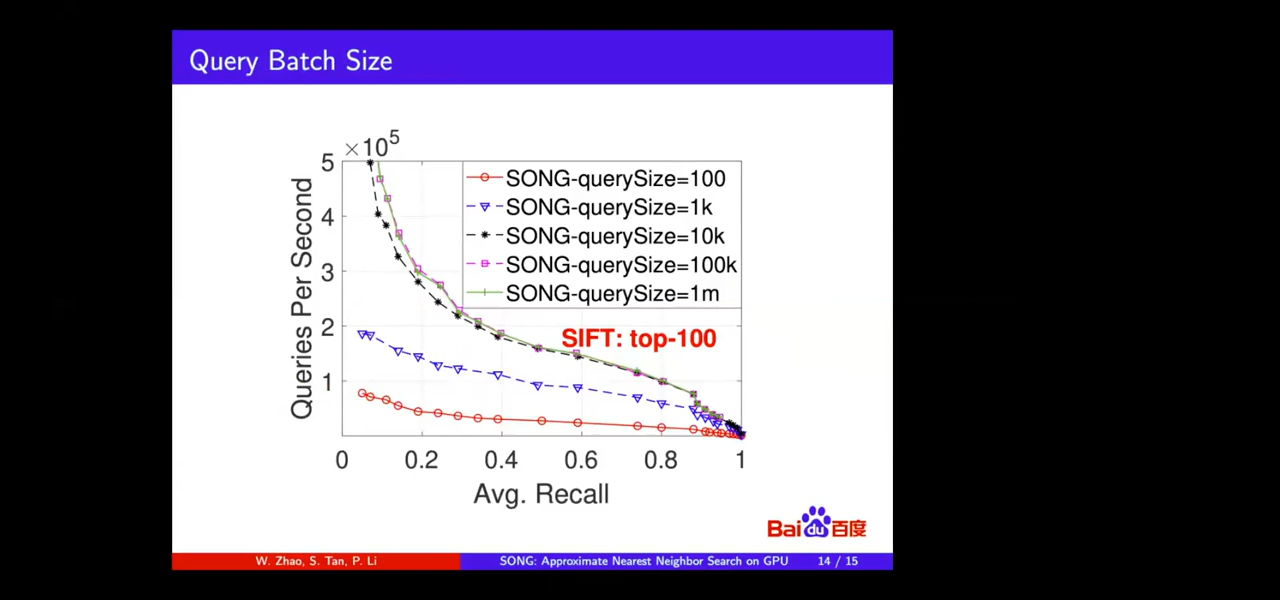 Query Batch Size
×10^5
5
4
3
2
1
Queries Per Second
SONG-querySize=100
SONG-querySize=1k
SONG-querySize=10k
SONG-querySize=100k
SONG-querySize=1m
SIFT: top-100
0 0.2 0.4 0.6 0.8 1
Avg. Recall
Bai du 百度
W. Zhao, S. Tan, P. Li SONG: Approximate Nearest Neighbor Search on GPU 14 / 15